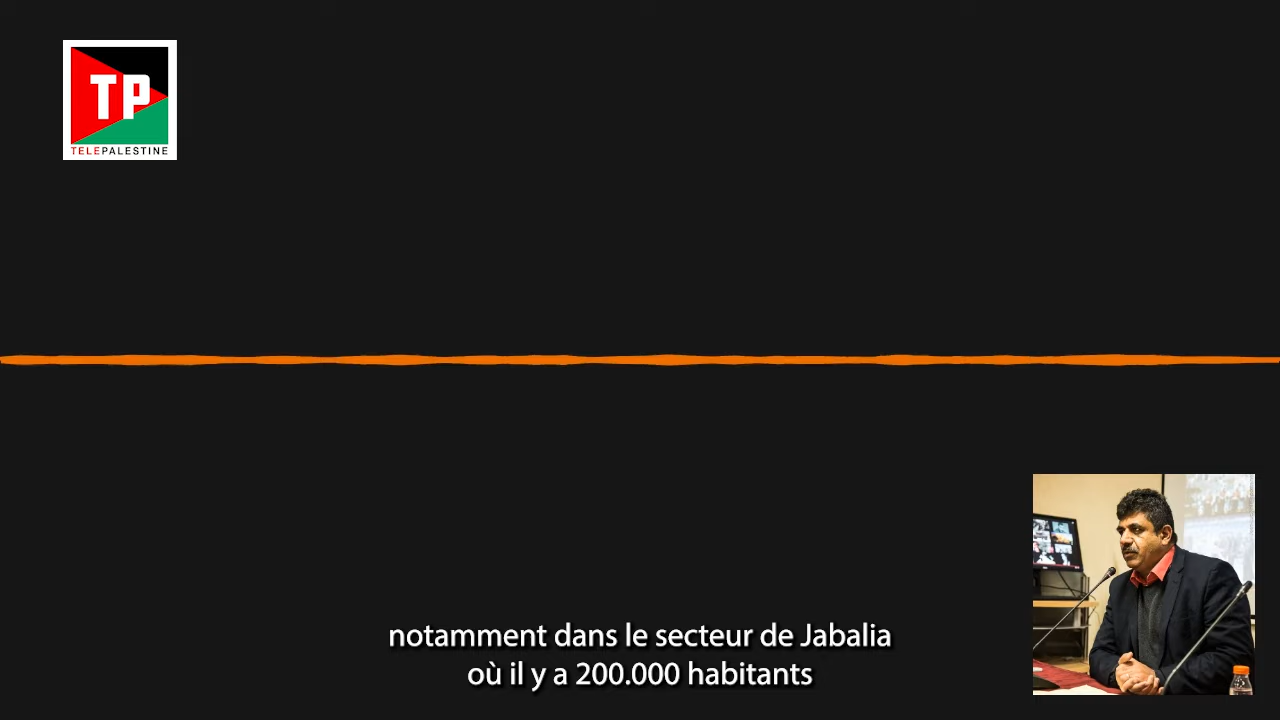 TP
TELEPALESTINE
notamment dans le secteur de Jabalia
où il y a 200.000 habitants